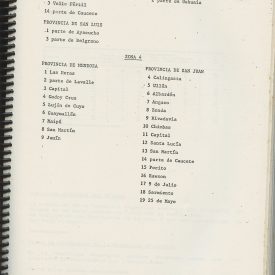 3 Valle Fértil
14 parte de Caucete
PROVINCIA DE SAN LUIS
1 parte de Ayacucho
3 parte de Belgrano
parte de
ZONA 4
PROVINCIA DE MENDOZA
1 Las Heras
2 parte de Lavalle
3 Capital
4 Godoy Cruz
5 Luján de Cuyo
6 Guaymallén
7 Maipú
8 San Martín
9 Junín
PROVINCIA DE SAN JUAN
4 Calingasta
5 Ullún
6 Albardón
7 Angaco
8 Zonda
9 Rivadavia
10 Chimbas
11 Capital
12 Santa Lucía
13 San Martín
14 parte de Caucete
15 Pocito
16 Rawson
17 9 de Julio
18 Sarmiento
19 25 de Mayo